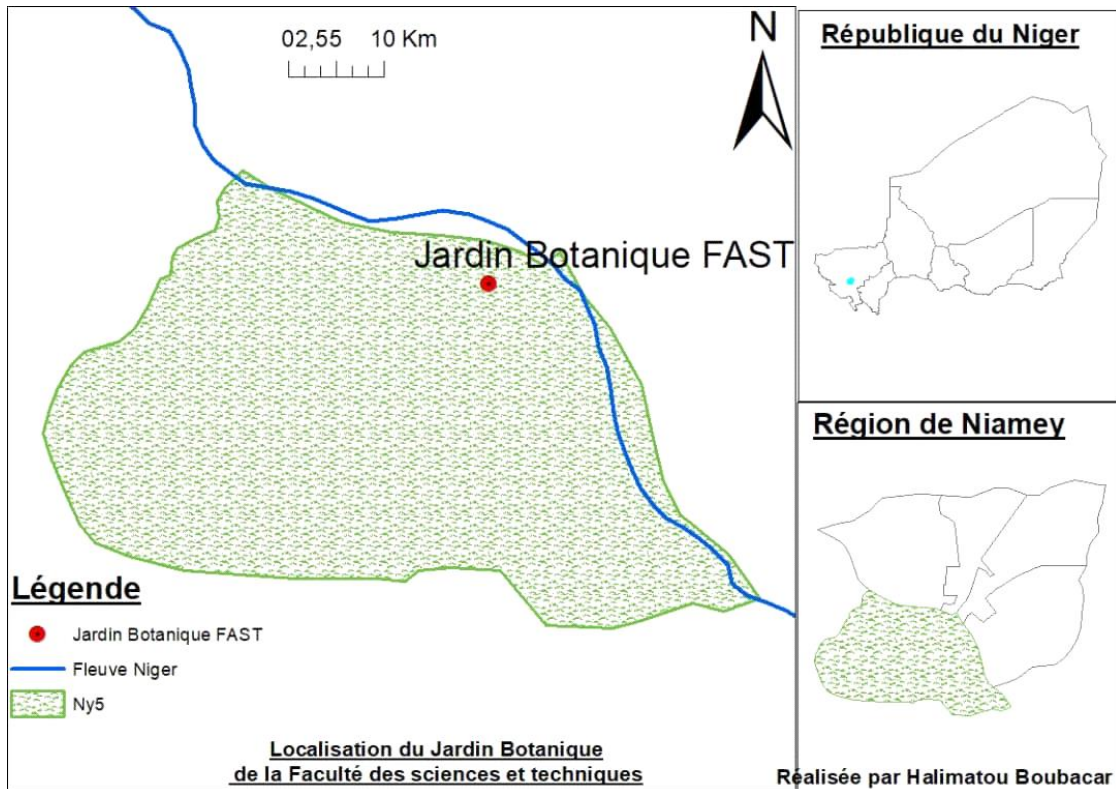 02,55 10 Km
N
Jardin Botanique FAST
Légende
Jardin Botanique FAST
Fleuve Niger
Ny5
Localisation du Jardin Botanique
de la Faculté des sciences et techniques
République du Niger
Région de Niamey
Réalisée par Halimatou Boubacar